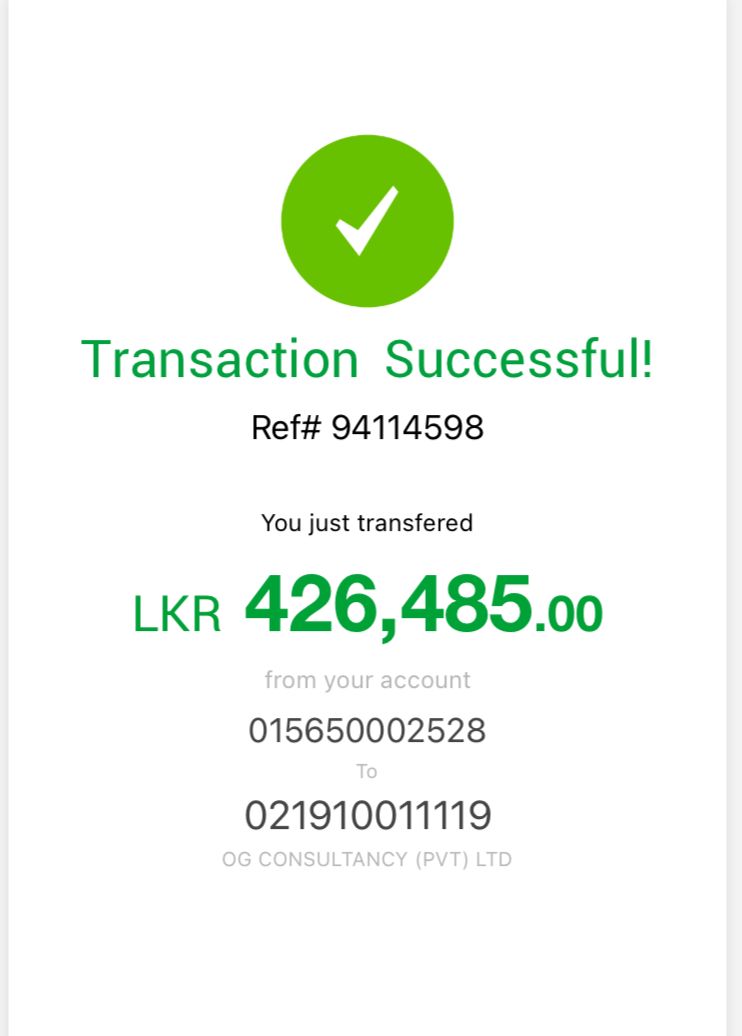 Transaction Successful!
Ref# 94114598
You just transfered
LKR 426,485.00
from your account
015650002528
To
021910011119
OG CONSULTANCY (PVT) LTD